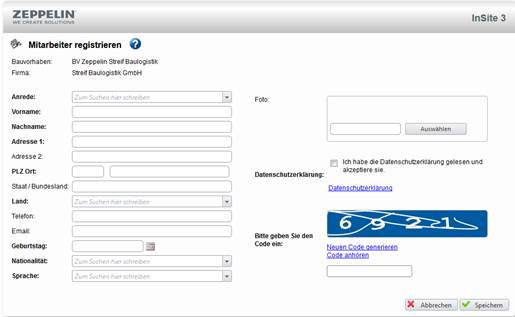 ZEPPELIN
WE CREATE SOLUTIONS
InSite 3
Mitarbeiter registrieren ?
Bauvorhaben: BV Zeppelin Streif Baulogistik
Firma: Streif Baulogistik GmbH
Anrede: Zum Suchen hier schreiben
Vorname:
Nachname:
Adresse 1:
Adresse 2:
PLZ Ort:
Staat / Bundesland:
Land: Zum Suchen hier schreiben
Telefon:
Email:
Geburtstag:
Nationalität: Zum Suchen hier schreiben
Sprache: Zum Suchen hier schreiben
Foto:
Auswählen
Datenschutzerklärung: Ich habe die Datenschutzerklärung gelesen und
akzeptiere sie.
Datenschutzerklärung
6 9 2 1
Bitte geben Sie den
Code ein:
Neuen Code generieren
Code anhören
Abbrechen
Speichern